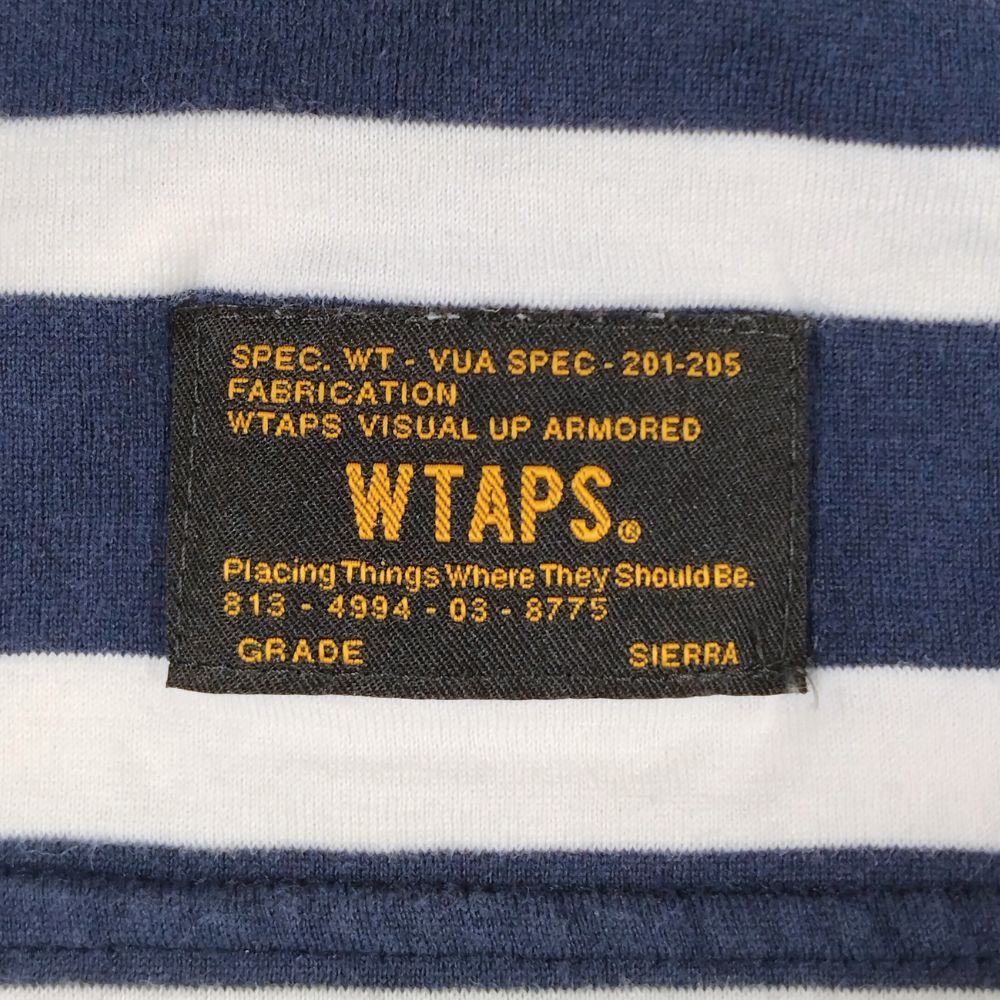 SPEC. WT - VUA SPEC - 201-205
FABRICATION
WTAPS VISUAL UP ARMORED
WTAPS®
Placing Things Where They Should Be.
813 - 4994 - 03 - 8775
GRADE SIERRA